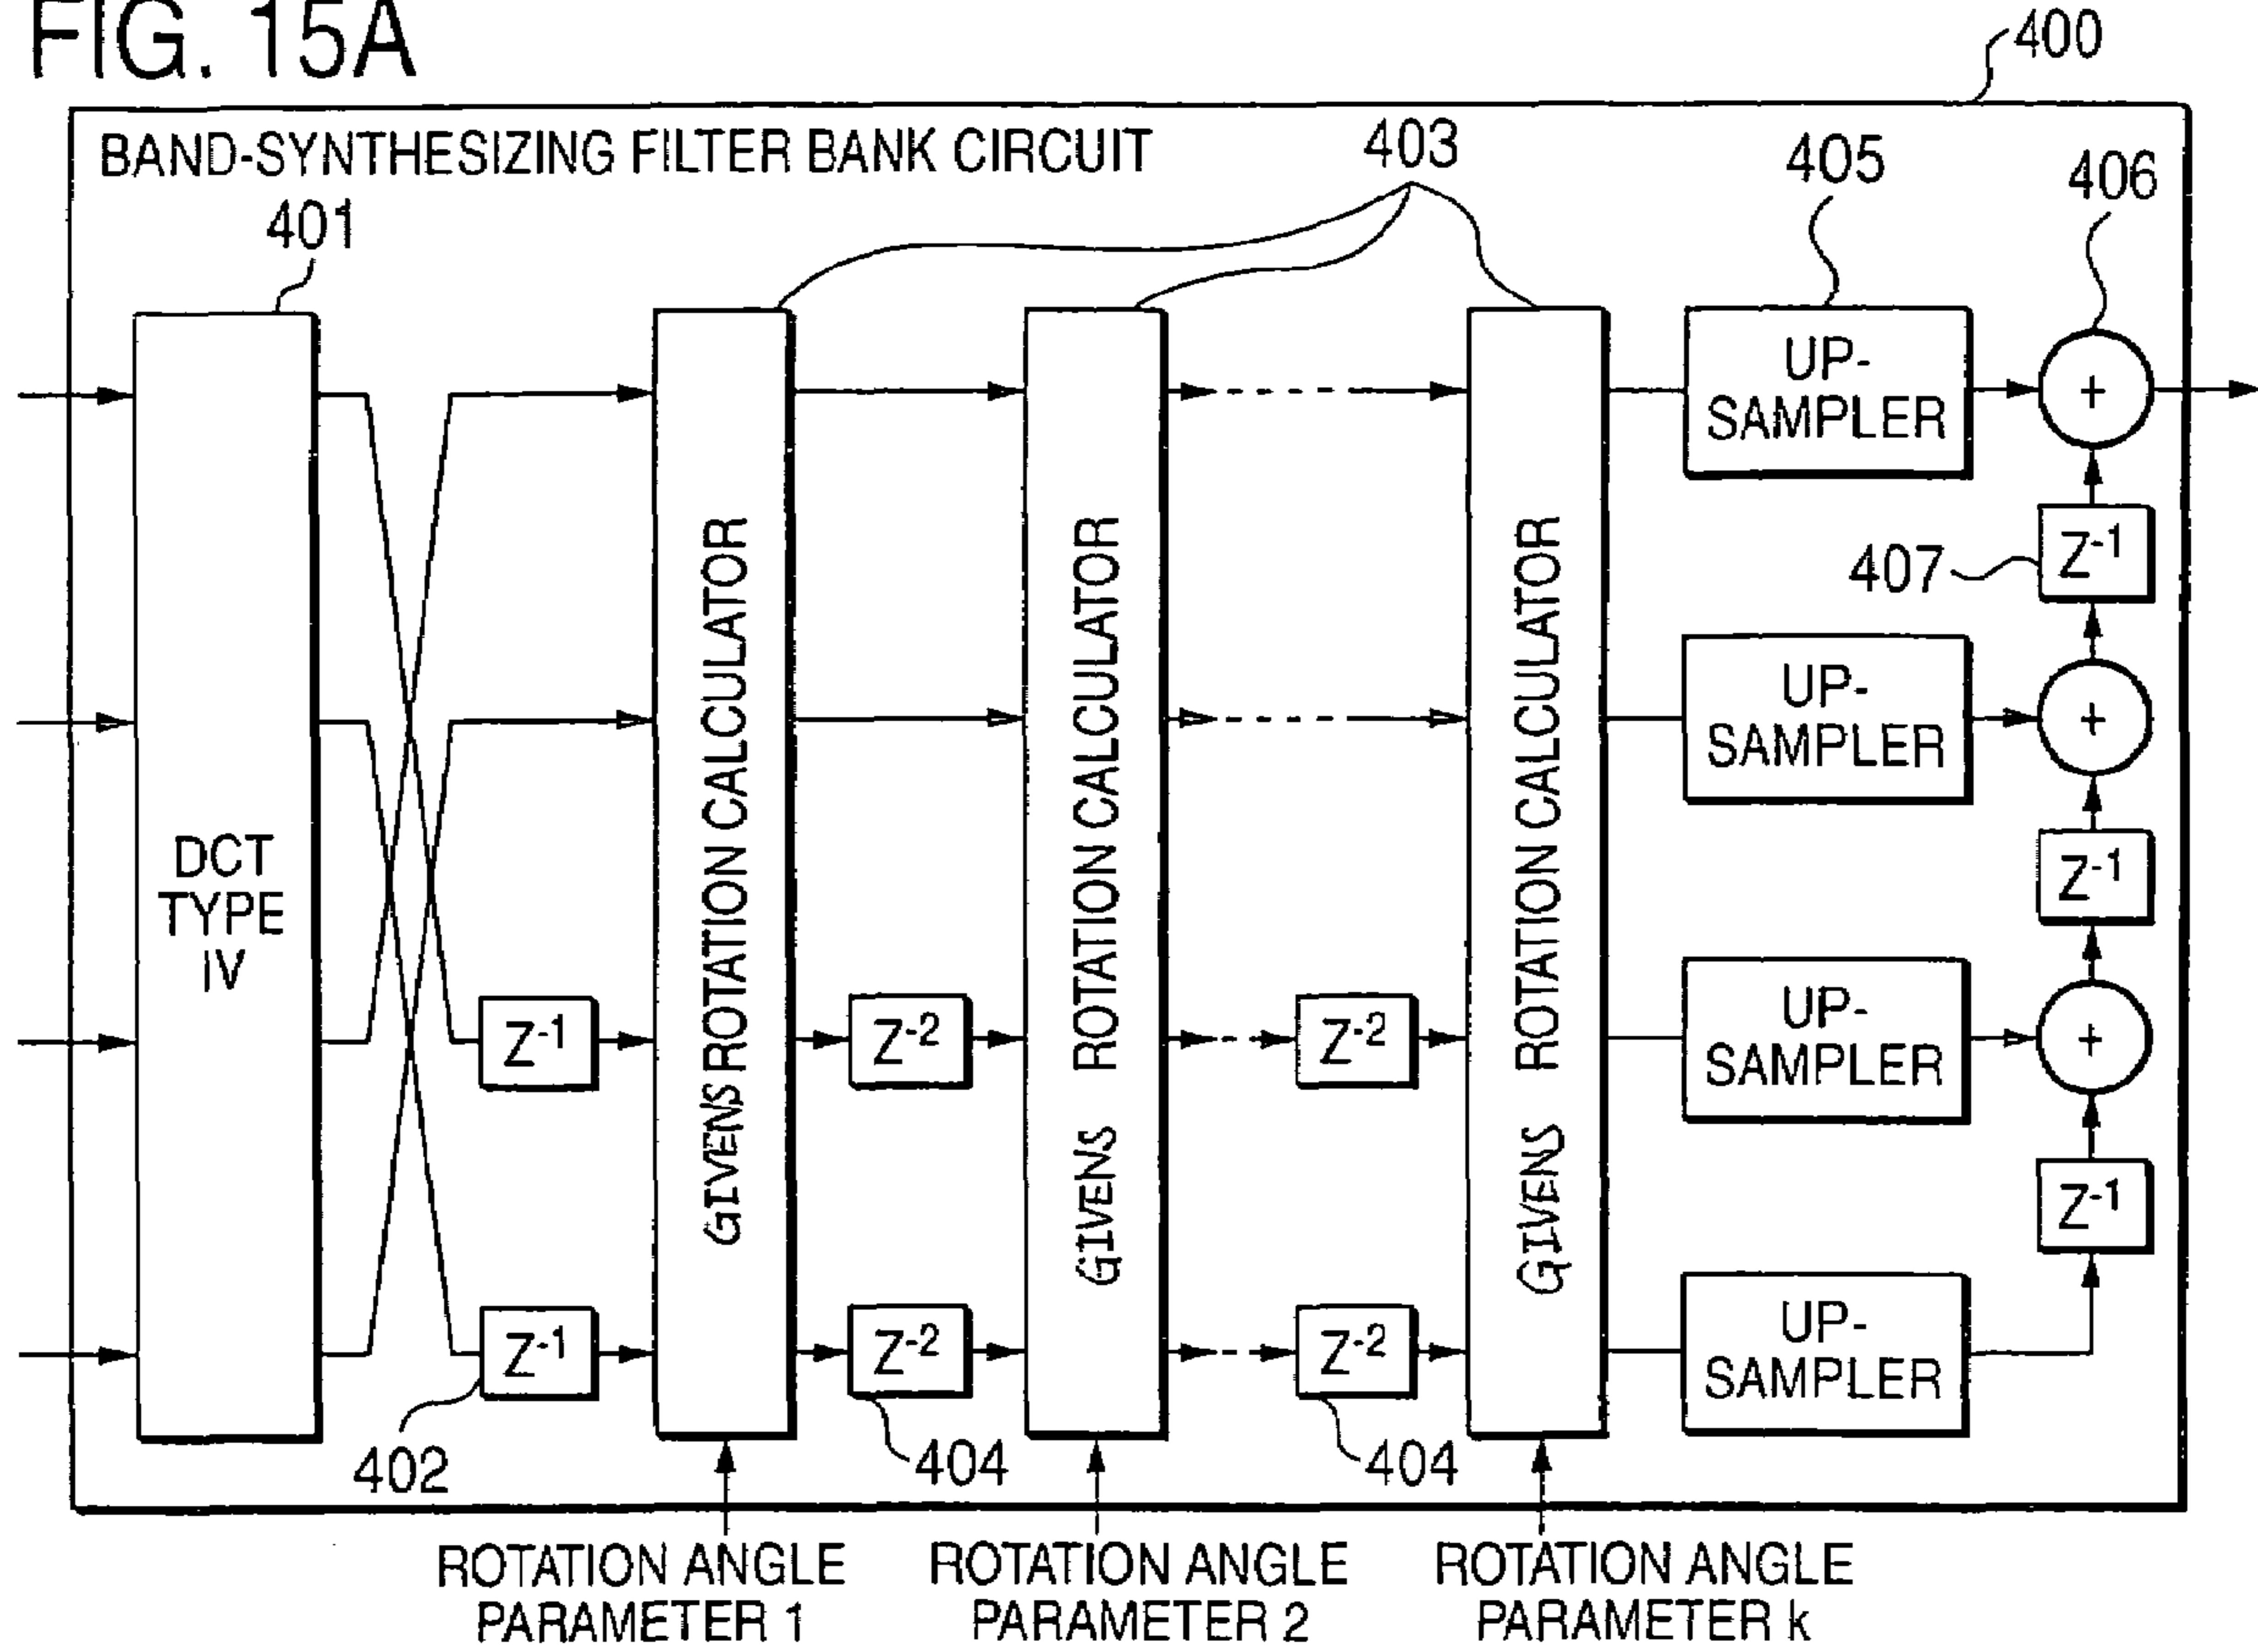 FIG. 15A
400
BAND-SYNTHESIZING FILTER BANK CIRCUIT
403
405
406
401
DCT
TYPE
IV
Z-1
Z-1
402
GIVENS ROTATION CALCULATOR
Z-2
Z-2
404
GIVENS ROTATION CALCULATOR
Z-2
Z-2
404
GIVENS ROTATION CALCULATOR
UP-
SAMPLER
+
407
Z-1
UP-
SAMPLER
+
Z-1
UP-
SAMPLER
+
Z-1
UP-
SAMPLER
ROTATION ANGLE
PARAMETER 1
ROTATION ANGLE
PARAMETER 2
ROTATION ANGLE
PARAMETER k